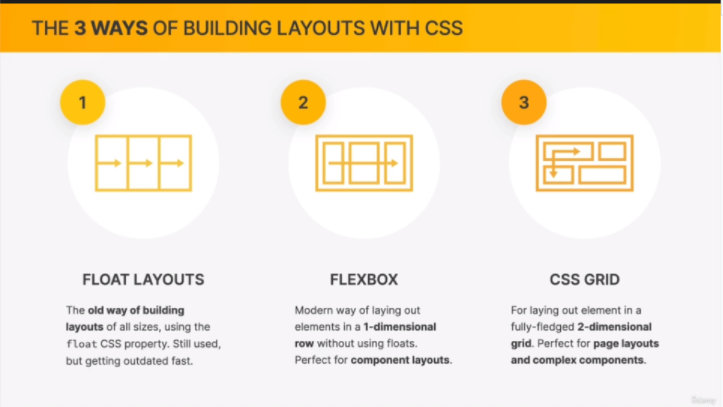 THE 3 WAYS OF BUILDING LAYOUTS WITH CSS
1
2
3
FLOAT LAYOUTS
The old way of building
layouts of all sizes, using the
float CSS property. Still used,
but getting outdated fast.
FLEXBOX
Modern way of laying out
elements in a 1-dimensional
row without using floats.
Perfect for component layouts.
CSS GRID
For laying out element in a
fully-fledged 2-dimensional
grid. Perfect for page layouts
and complex components.